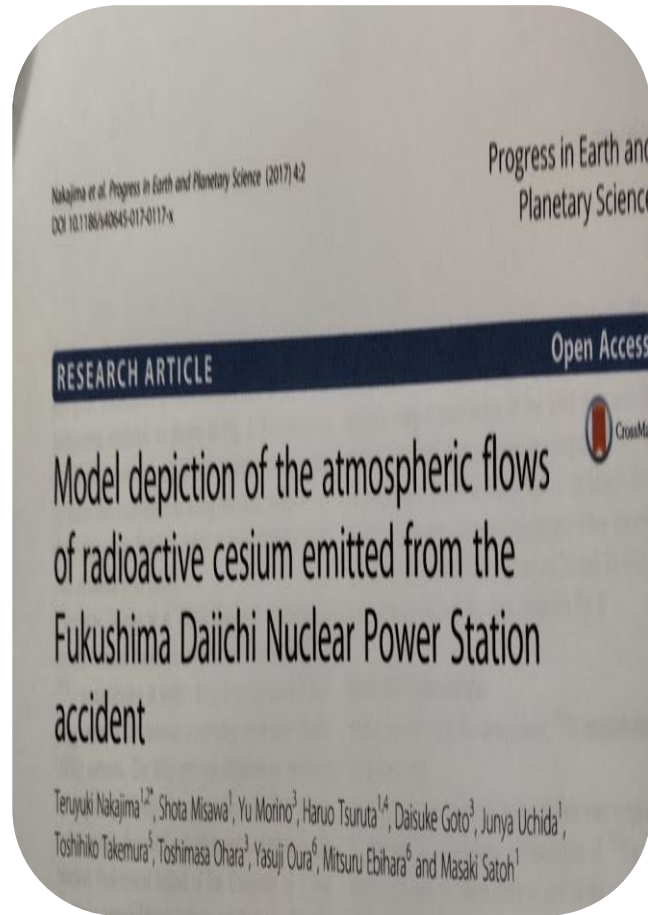 Nakajima et al. Progress in Earth and Planetary Science (2017) 4:2
DOI 10.1186/s40645-017-0117-x
Progress in Earth and
Planetary Science
RESEARCH ARTICLE
Open Access
Model depiction of the atmospheric flows
of radioactive cesium emitted from the
Fukushima Daiichi Nuclear Power Station
accident
CrossMa
Teruyuki Nakajima1,2*, Shota Misawa1, Yu Morino3, Haruo Tsuruta1,4, Daisuke Goto3, Junya Uchida1,
Toshihiko Takemura5, Toshimasa Ohara3, Yasuji Oura6, Mitsuru Ebihara6 and Masaki Satoh1